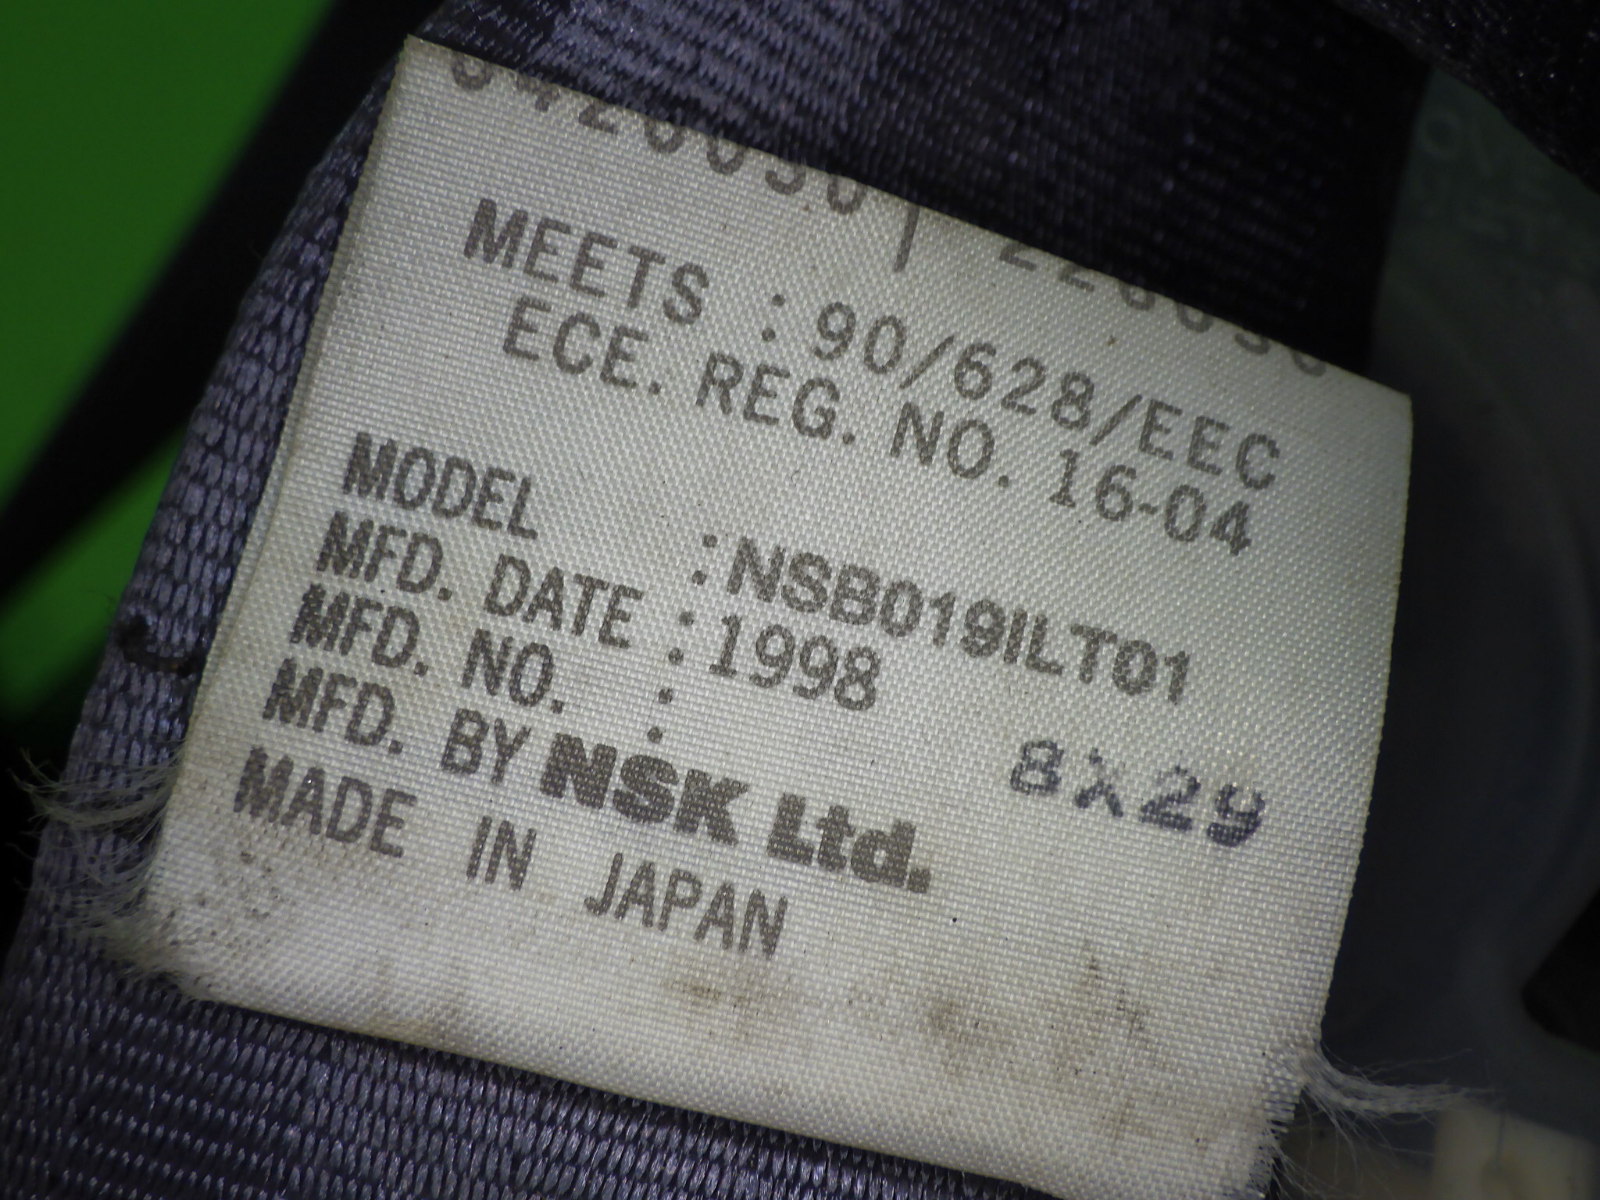 MEETS : 90/628/EEC
ECE. REG. NO. 16-04
MODEL : NSB019ILT01
MFD. DATE : 1998
MFD. NO. : 8X29
MFD. BY NSK Ltd.
MADE IN JAPAN